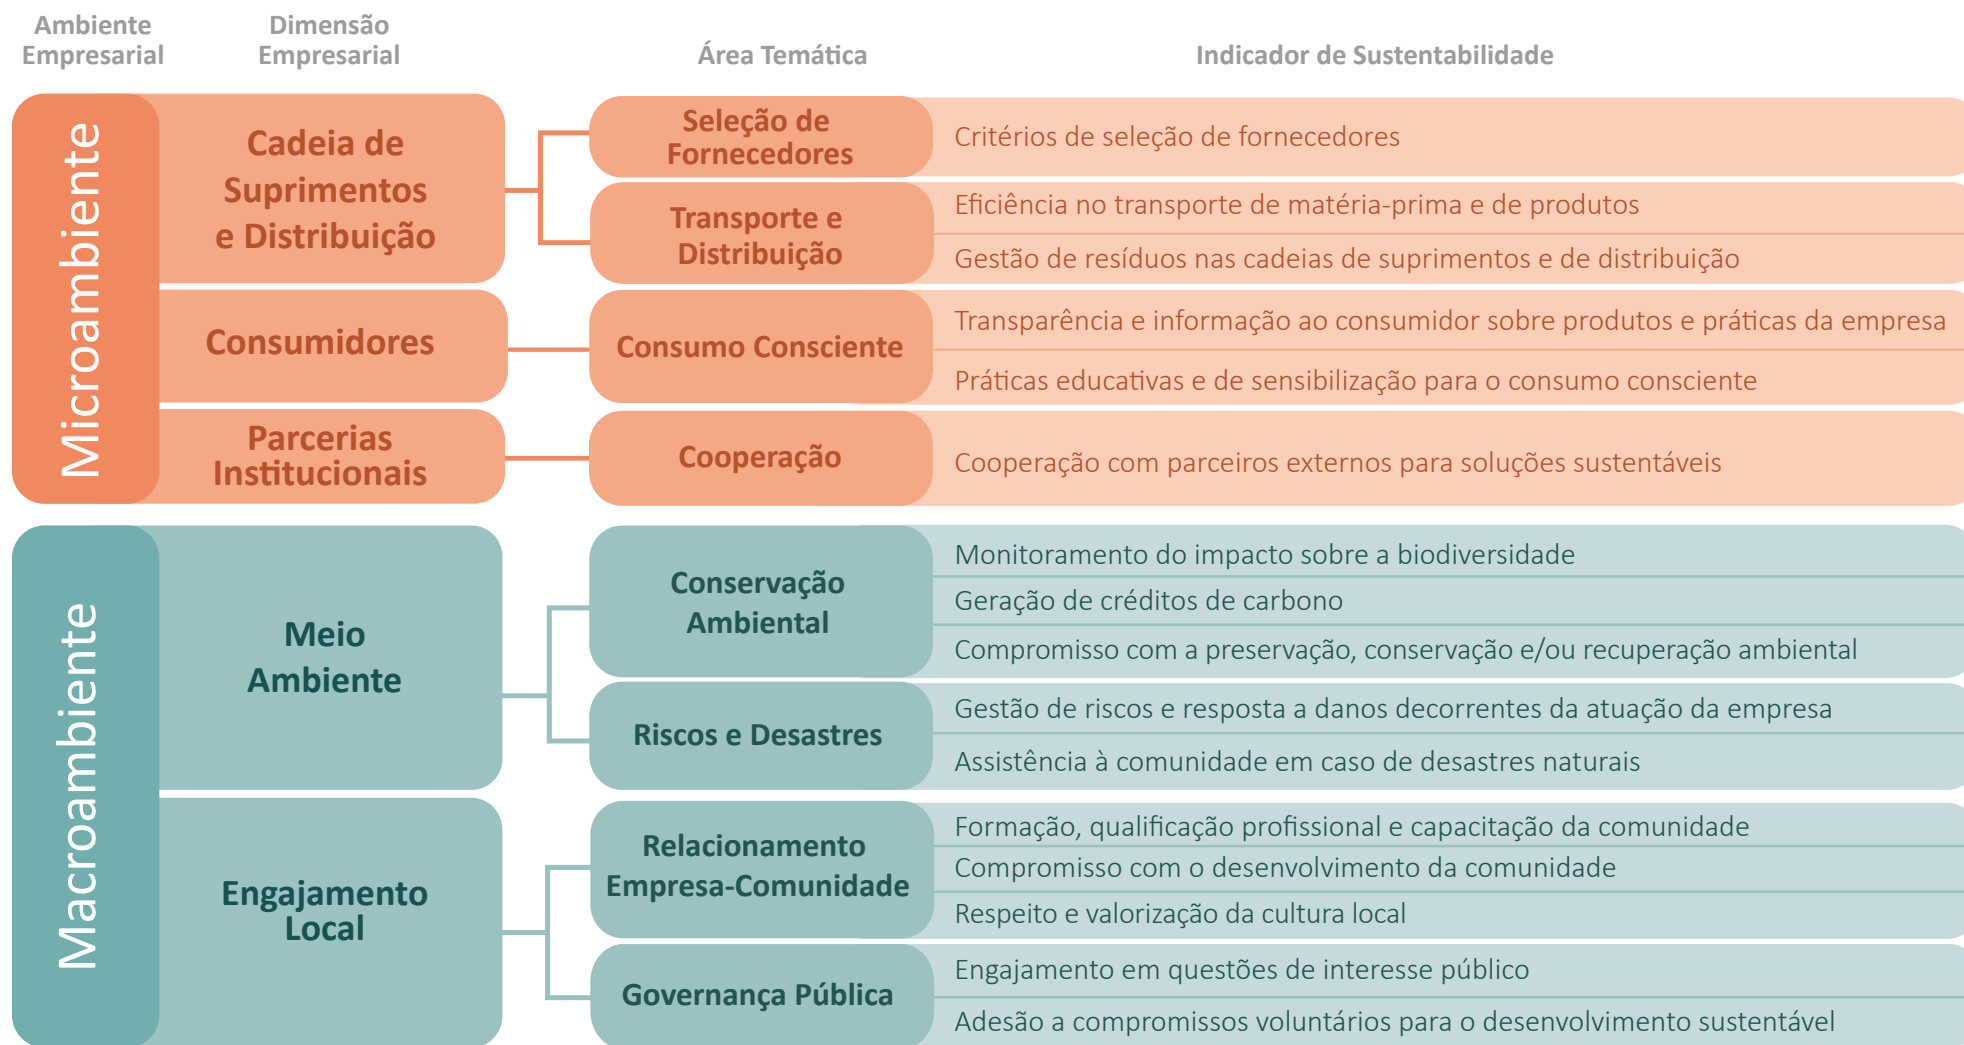 Ambiente
Empresarial
Dimensão
Empresarial
Área Temática
Indicador de Sustentabilidade
Microambiente
Cadeia de
Suprimentos
e Distribuição
Seleção de
Fornecedores
Critérios de seleção de fornecedores
Transporte e
Distribuição
Eficiência no transporte de matéria-prima e de produtos
Gestão de resíduos nas cadeias de suprimentos e de distribuição
Consumidores
Consumo Consciente
Transparência e informação ao consumidor sobre produtos e práticas da empresa
Práticas educativas e de sensibilização para o consumo consciente
Parcerias
Institucionais
Cooperação
Cooperação com parceiros externos para soluções sustentáveis
Macroambiente
Meio
Ambiente
Conservação
Ambiental
Monitoramento do impacto sobre a biodiversidade
Geração de créditos de carbono
Compromisso com a preservação, conservação e/ou recuperação ambiental
Riscos e Desastres
Gestão de riscos e resposta a danos decorrentes da atuação da empresa
Assistência à comunidade em caso de desastres naturais
Engajamento
Local
Relacionamento
Empresa-Comunidade
Formação, qualificação profissional e capacitação da comunidade
Compromisso com o desenvolvimento da comunidade
Respeito e valorização da cultura local
Governança Pública
Engajamento em questões de interesse público
Adesão a compromissos voluntários para o desenvolvimento sustentável